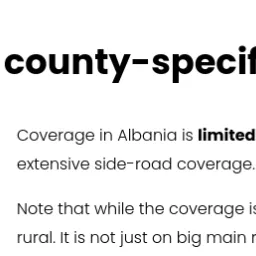 county-specif
Coverage in Albania is limited
extensive side-road coverage.
Note that while the coverage is
rural. It is not just on big main r